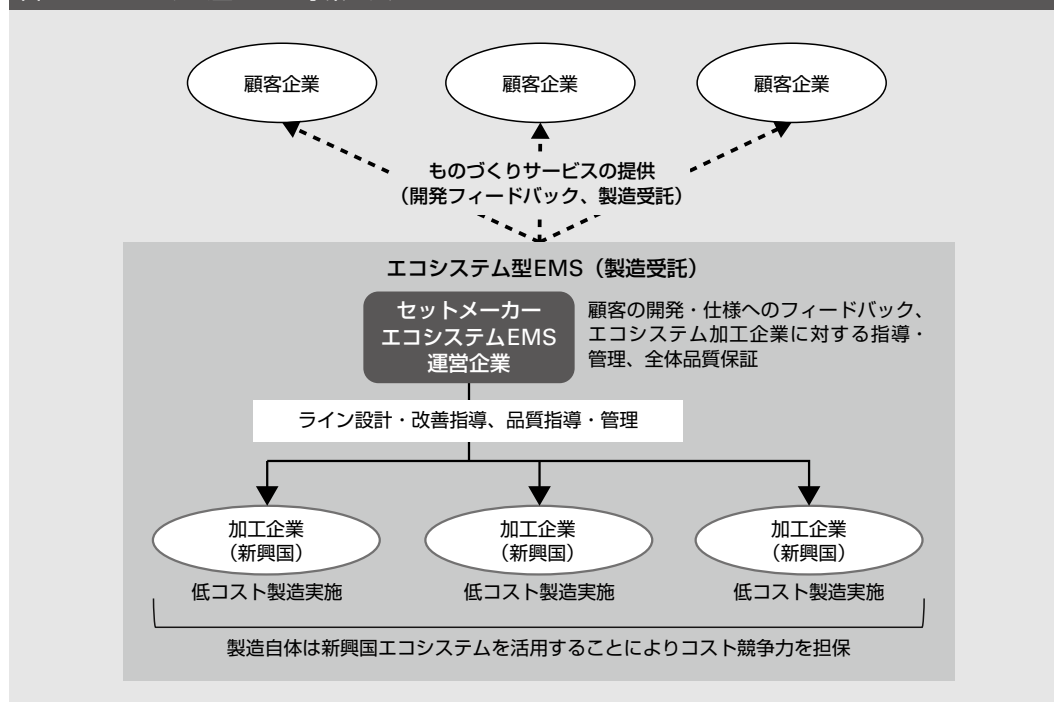 顧客企業
顧客企業
顧客企業
ものづくりサービスの提供
(開発フィードバック、製造受託)
エコシステム型EMS(製造受託)
セットメーカー
エコシステムEMS
運営企業
顧客の開発・仕様へのフィードバック、
エコシステム加工企業に対する指導・
管理、全体品質保証
ライン設計・改善指導、品質指導・管理
加工企業
(新興国)
加工企業
(新興国)
加工企業
(新興国)
低コスト製造実施
低コスト製造実施
低コスト製造実施
製造自体は新興国エコシステムを活用することによりコスト競争力を担保